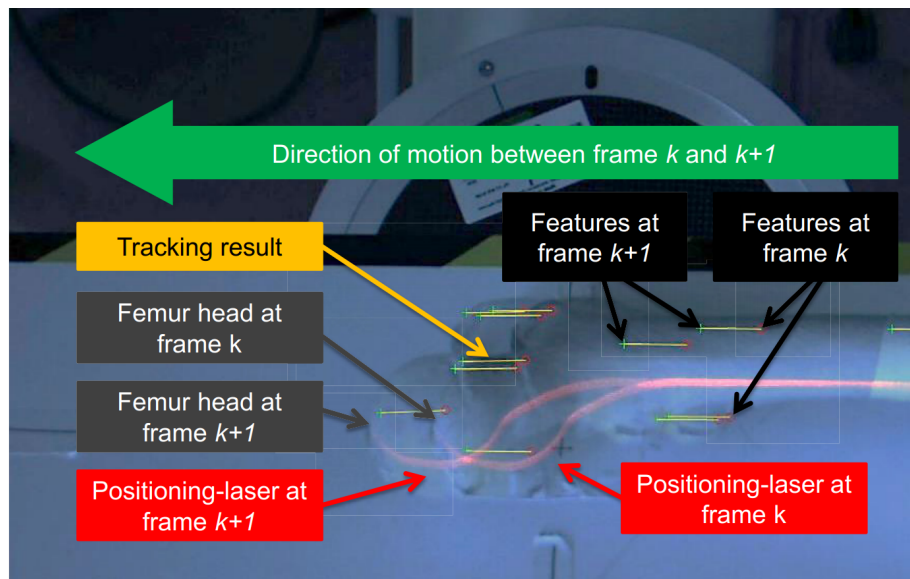 Direction of motion between frame k and k+1
Features at
frame k+1
Features at
frame k
Tracking result
Femur head at
frame k
Femur head at
frame k+1
Positioning-laser at
frame k+1
Positioning-laser at
frame k